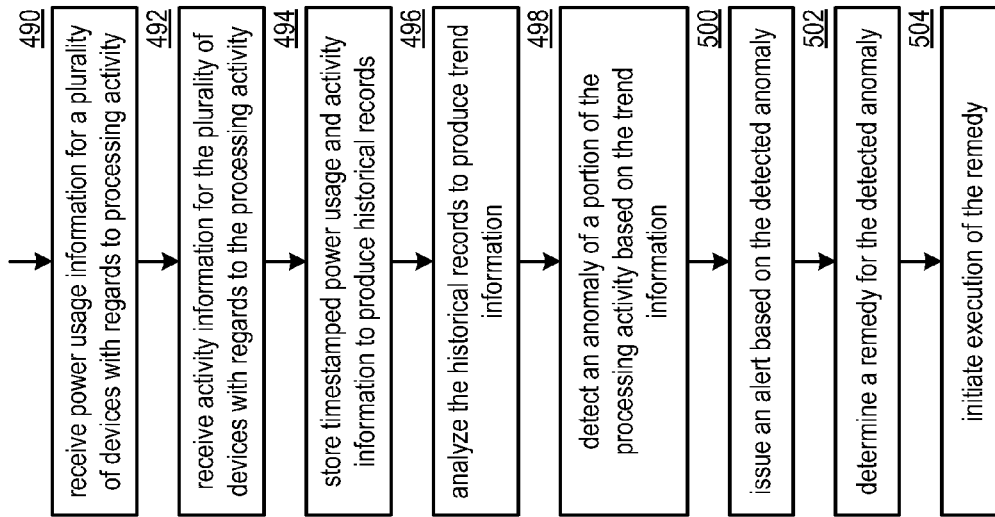 490
receive power usage information for a plurality
of devices with regards to processing activity
492
receive activity information for the plurality of
devices with regards to the processing activity
494
store timestamped power usage and activity
information to produce historical records
496
analyze the historical records to produce trend
information
498
detect an anomaly of a portion of the
processing activity based on the trend
information
500
issue an alert based on the detected anomaly
502
determine a remedy for the detected anomaly
504
initiate execution of the remedy